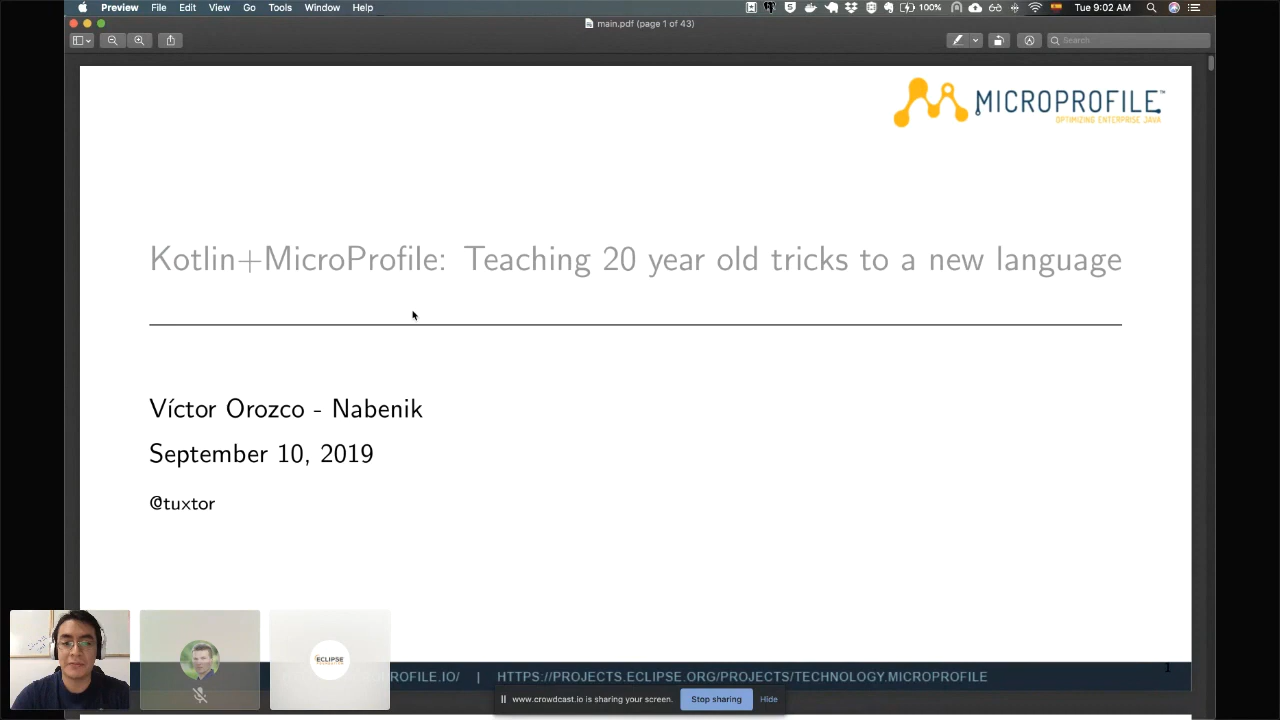 Preview File Edit View Go Tools Window Help 100% Tue 9:02 AM
main.pdf (page 1 of 43)
Search
MICROPROFILE™
OPTIMIZING ENTERPRISE JAVA
Kotlin+MicroProfile: Teaching 20 year old tricks to a new language
Víctor Orozco - Nabenik
September 10, 2019
@tuxtor
ECLIPSE
1
ROFILE.IO/ | HTTPS://PROJECTS.ECLIPSE.ORG/PROJECTS/TECHNOLOGY.MICROPROFILE
www.crowdcast.io is sharing your screen. Stop sharing Hide